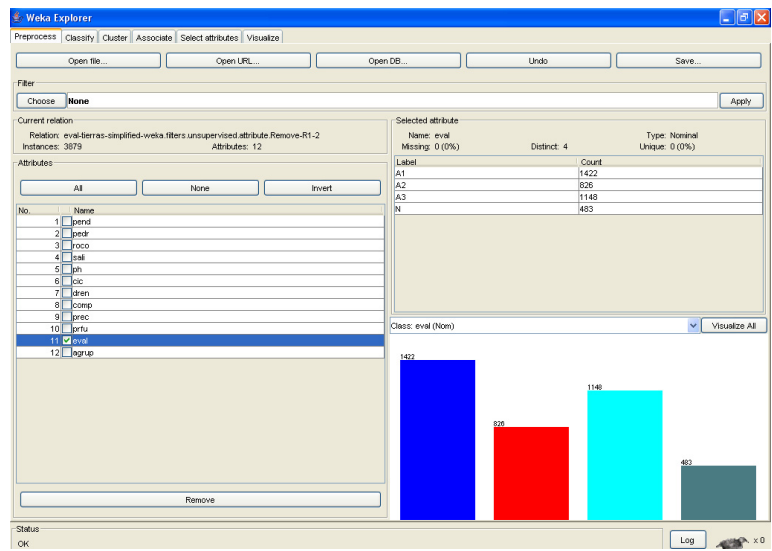 Weka Explorer
Preprocess Classify Cluster Associate Select attributes Visualize
Open file... Open URL... Open DB... Undo Save...
Filter
Choose None Apply
Current relation
Relation: eval-tierras-simplified-weka.filters.unsupervised.attribute.Remove-R1-2
Instances: 3879 Attributes: 12
Attributes
All None Invert
No. Name
1 pend
2 pedr
3 roco
4 sali
5 ph
6 cic
7 dren
8 comp
9 prec
10 prfu
11 eval
12 agrup
Remove
Selected attribute
Name: eval Type: Nominal
Missing: 0 (0%) Distinct: 4 Unique: 0 (0%)
Label Count
A1 1422
A2 826
A3 1148
N 483
Class: eval (Nom) Visualize All
1422
826
1148
483
Status
OK
Log x 0